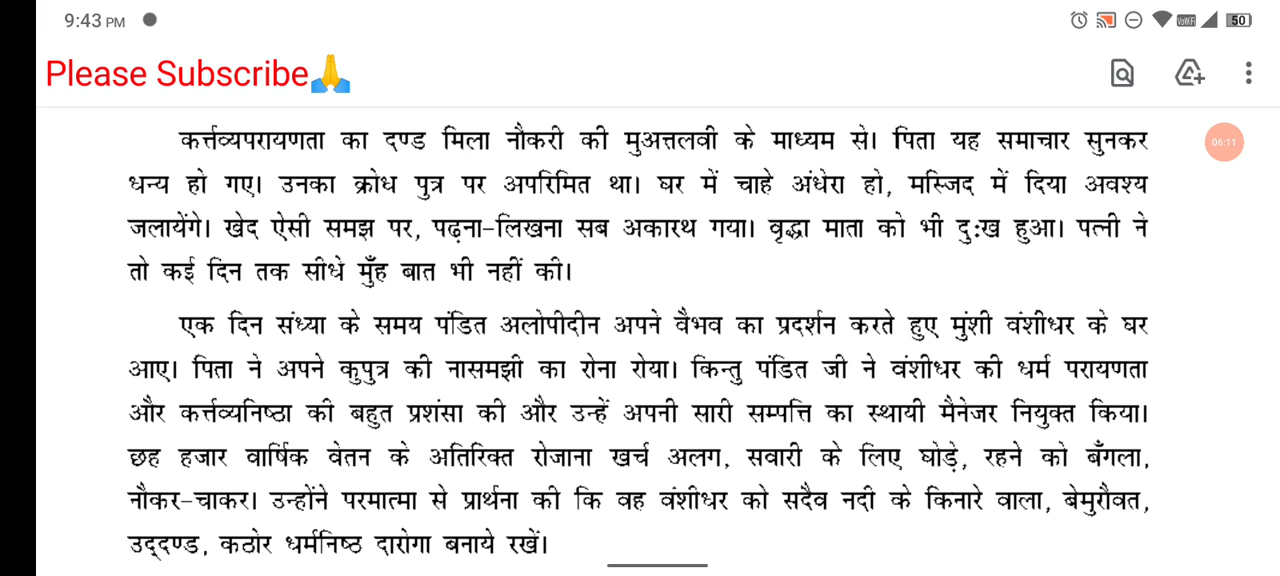 9:43 PM
VoWiFi
50
Please Subscribe🙏
06:11
कर्त्तव्यपरायणता का दण्ड मिला नौकरी की मुअत्तलवी के माध्यम से। पिता यह समाचार सुनकर
धन्य हो गए। उनका क्रोध पुत्र पर अपरिमित था। घर में चाहे अंधेरा हो, मस्जिद में दिया अवश्य
जलायेंगे। खेद ऐसी समझ पर, पढ़ना-लिखना सब अकारथ गया। वृद्धा माता को भी दुःख हुआ। पत्नी ने
तो कई दिन तक सीधे मुँह बात भी नहीं की।
एक दिन संध्या के समय पंडित अलोपीदीन अपने वैभव का प्रदर्शन करते हुए मुंशी वंशीधर के घर
आए। पिता ने अपने कुपुत्र की नासमझी का रोना रोया। किन्तु पंडित जी ने वंशीधर की धर्म परायणता
और कर्त्तव्यनिष्ठा की बहुत प्रशंसा की और उन्हें अपनी सारी सम्पत्ति का स्थायी मैनेजर नियुक्त किया।
छह हजार वार्षिक वेतन के अतिरिक्त रोजाना खर्च अलग, सवारी के लिए घोड़े, रहने को बँगला,
नौकर-चाकर। उन्होंने परमात्मा से प्रार्थना की कि वह वंशीधर को सदैव नदी के किनारे वाला, बेमुरौवत,
उद्दण्ड, कठोर धर्मनिष्ठ दारोगा बनाये रखें।